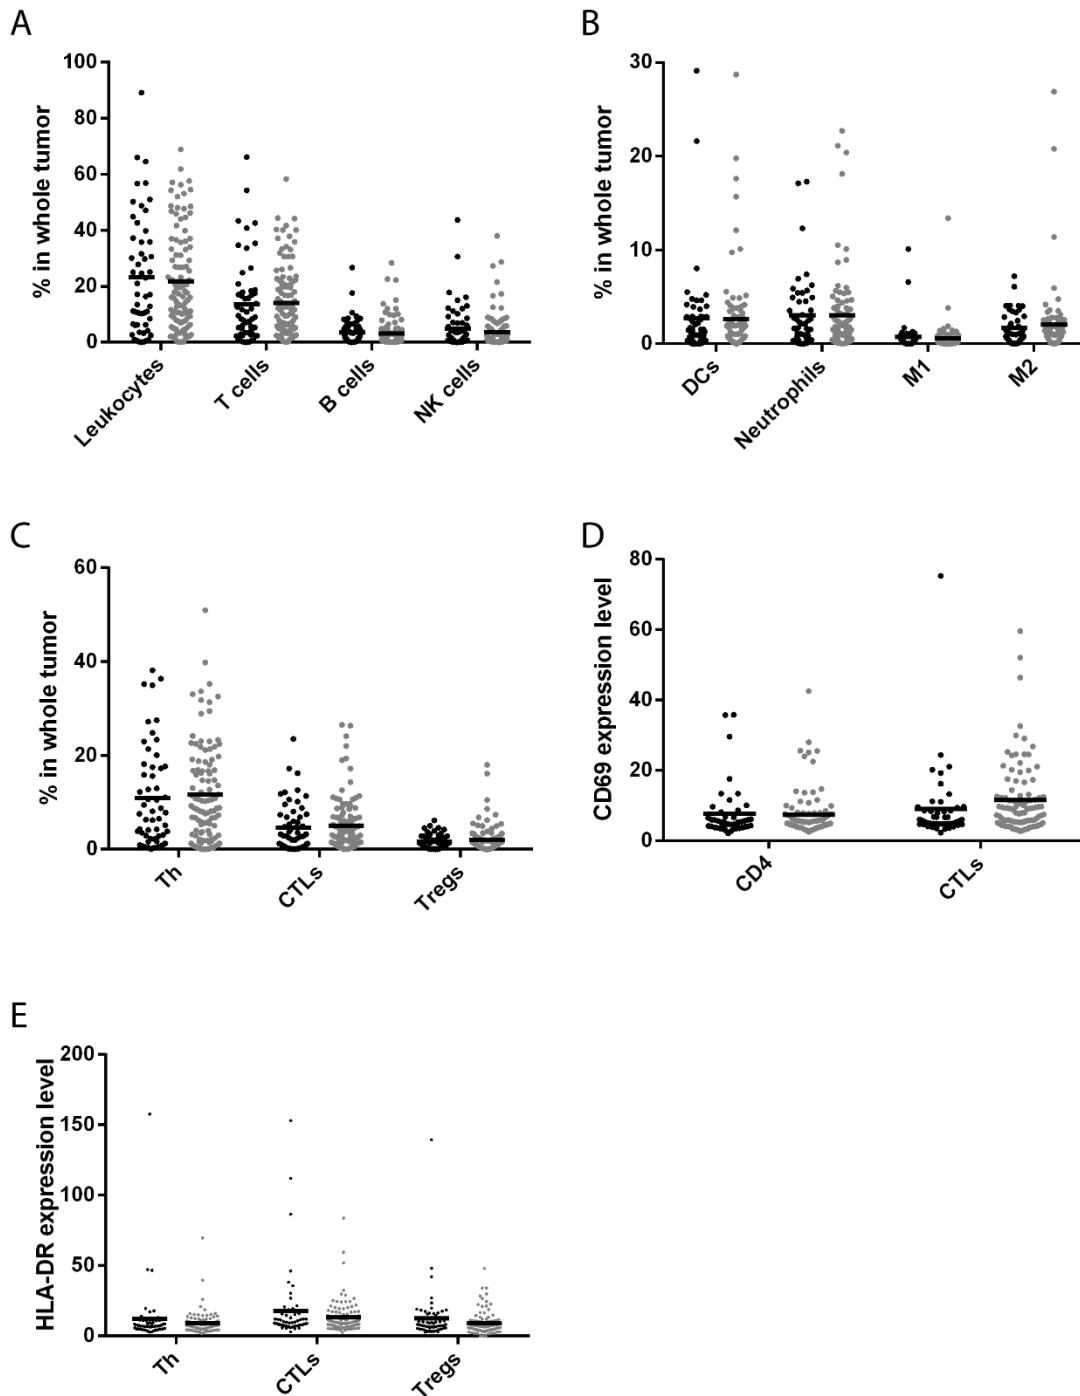 A
% in whole tumor
100
80
60
40
20
0
Leukocytes
T cells
B cells
NK cells
B
% in whole tumor
30
20
10
0
DCs
Neutrophils
M1
M2
C
% in whole tumor
60
40
20
0
Th
CTLs
Tregs
D
CD69 expression level
80
60
40
20
0
CD4
CTLs
E
HLA-DR expression level
200
150
100
50
0
Th
CTLs
Tregs